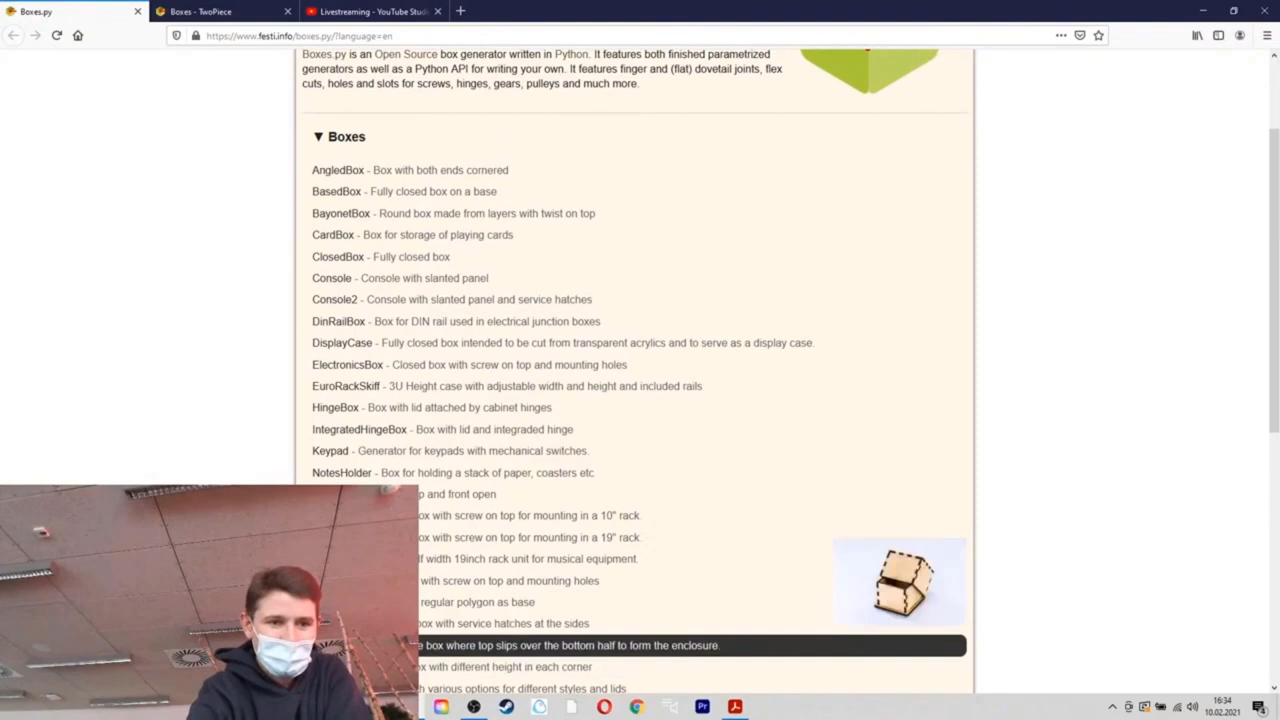 Boxes.py
Boxes - TwoPiece
Livestreaming - YouTube Studi
https://www.festi.info/boxes.py/?language=en
Boxes.py is an Open Source box generator written in Python. It features both finished parametrized
generators as well as a Python API for writing your own. It features finger and (flat) dovetail joints, flex
cuts, holes and slots for screws, hinges, gears, pulleys and much more.
▼ Boxes
AngledBox - Box with both ends cornered
BasedBox - Fully closed box on a base
BayonetBox - Round box made from layers with twist on top
CardBox - Box for storage of playing cards
ClosedBox - Fully closed box
Console - Console with slanted panel
Console2 - Console with slanted panel and service hatches
DinRailBox - Box for DIN rail used in electrical junction boxes
DisplayCase - Fully closed box intended to be cut from transparent acrylics and to serve as a display case.
ElectronicsBox - Closed box with screw on top and mounting holes
EuroRackSkiff - 3U Height case with adjustable width and height and included rails
HingeBox - Box with lid attached by cabinet hinges
IntegratedHingeBox - Box with lid and integraded hinge
Keypad - Generator for keypads with mechanical switches.
NotesHolder - Box for holding a stack of paper, coasters etc
p and front open
ox with screw on top for mounting in a 10" rack.
ox with screw on top for mounting in a 19" rack.
lf width 19inch rack unit for musical equipment.
with screw on top and mounting holes
regular polygon as base
ox with service hatches at the sides
e box where top slips over the bottom half to form the enclosure.
ox with different height in each corner
h various options for different styles and lids
16:34
10.02.2021